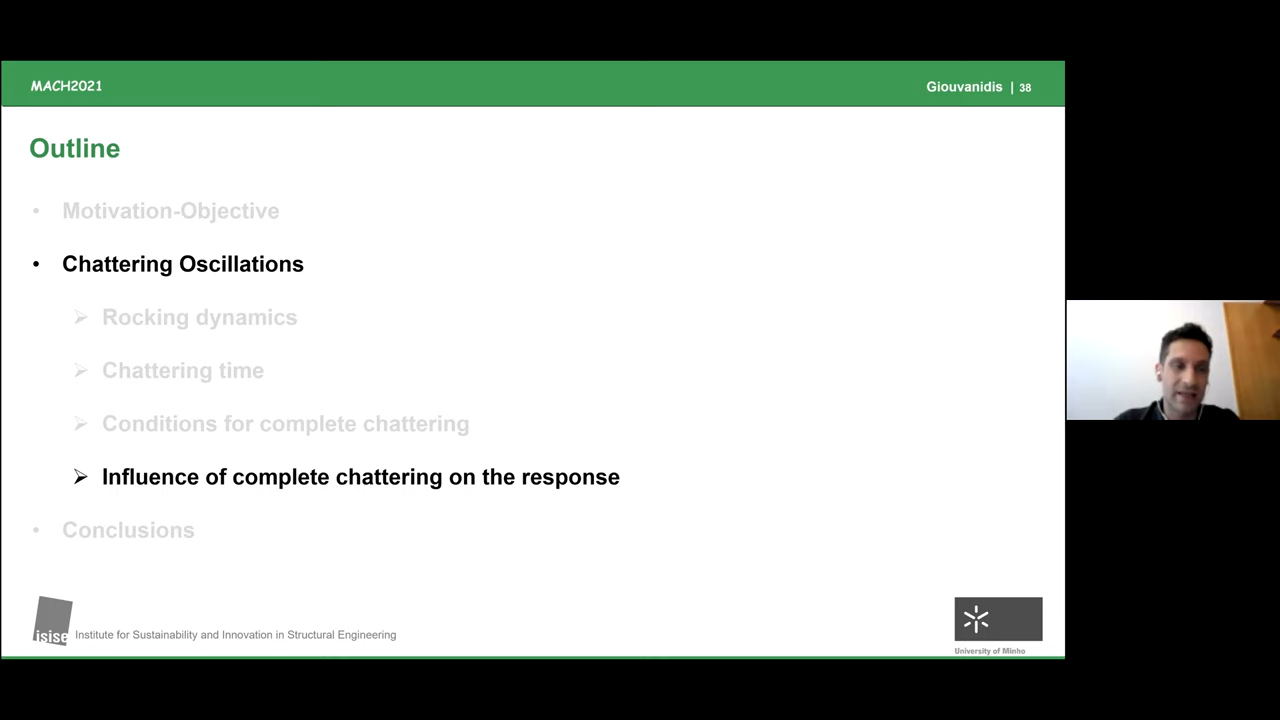 MACH2021
Giouvanidis | 38
Outline
• Motivation-Objective
• Chattering Oscillations
➢ Rocking dynamics
➢ Chattering time
➢ Conditions for complete chattering
➢ Influence of complete chattering on the response
• Conclusions
isise Institute for Sustainability and Innovation in Structural Engineering
University of Minho